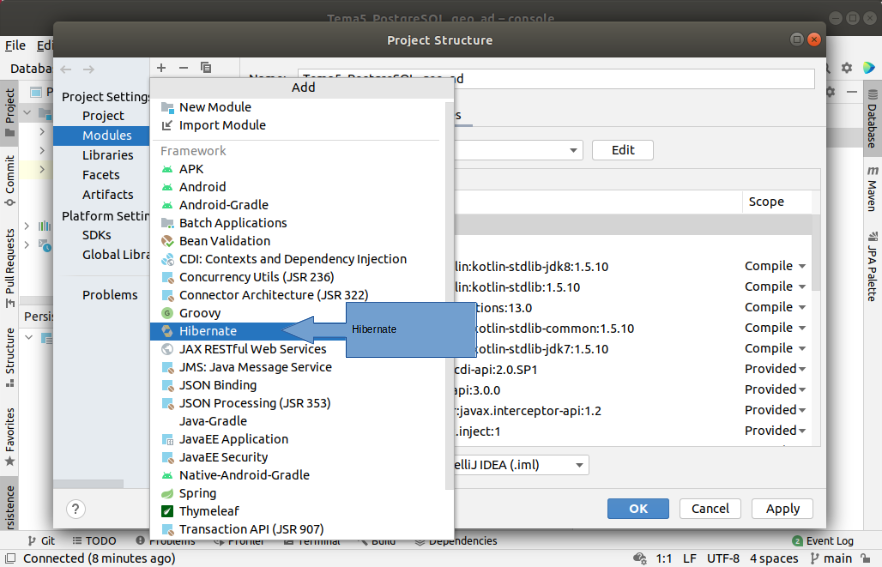 Tema5_PostgreSQL_geo_ad – console
Project Structure
File
Name:
Add
New Module
Import Module
Framework
APK
Android
Android-Gradle
Batch Applications
Bean Validation
CDI: Contexts and Dependency Injection
Concurrency Utils (JSR 236)
Connector Architecture (JSR 322)
Groovy
Hibernate
Hibernate
JAX RESTful Web Services
JMS: Java Message Service
JSON Binding
JSON Processing (JSR 353)
Java-Gradle
JavaEE Application
JavaEE Security
Native-Android-Gradle
Spring
Thymeleaf
Transaction API (JSR 907)
Project Settings
Project
Modules
Libraries
Facets
Artifacts
Platform Settin
SDKs
Global Libra
Problems
Edit
Scope
lin:kotlin-stdlib-jdk8:1.5.10 Compile
lin:kotlin-stdlib:1.5.10 Compile
tions:13.0 Compile
kotlin-stdlib-common:1.5.10 Compile
kotlin-stdlib-jdk7:1.5.10 Compile
cdi-api:2.0.SP1 Provided
api:3.0.0 Provided
r:javax.interceptor-api:1.2 Provided
.inject:1 Provided
elliJ IDEA (.iml)
?
OK
Cancel
Apply
Project
Commit
Pull Requests
Structure
Favorites
Database
Maven
JPA Palette
Git
TODO
Problems
Profiler
Terminal
Build
Dependencies
2 Event Log
Connected (8 minutes ago)
1:1 LF UTF-8 4 spaces main